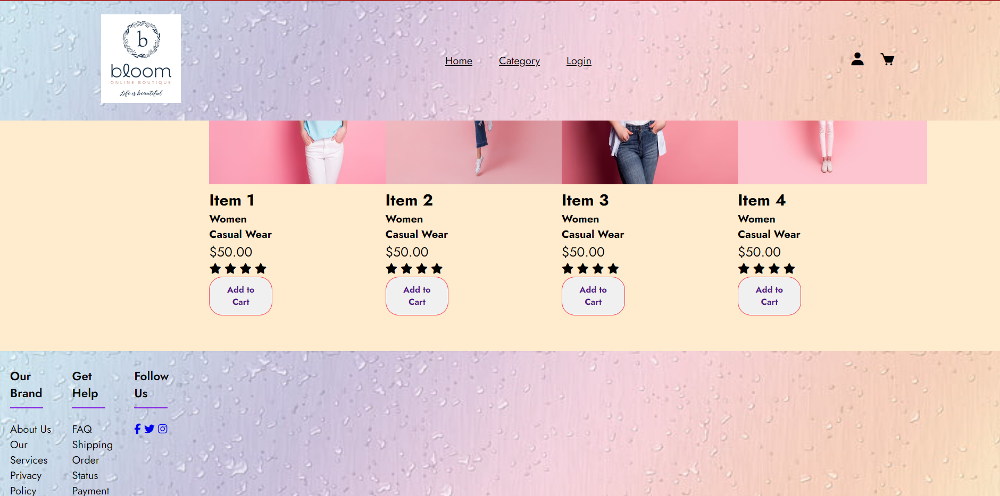 b
bloom
ONLINE BOUTIQUE
Life is beautiful
Home Category Login
Item 1 Item 2 Item 3 Item 4
Women Women Women Women
Casual Wear Casual Wear Casual Wear Casual Wear
$50.00 $50.00 $50.00 $50.00
Add to Add to Add to Add to
Cart Cart Cart Cart
Our
Brand
About Us
Our
Services
Privacy
Policy
Get
Help
FAQ
Shipping
Order
Status
Payment
Follow
Us